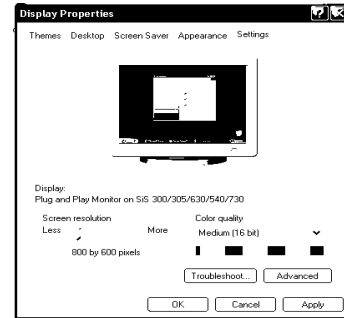 Display Properties
Themes Desktop Screen Saver Appearance Settings
Display:
Plug and Play Monitor on SiS 300/305/630/540/730
Screen resolution
Less More
800 by 600 pixels
Color quality
Medium (16 bit)
Troubleshoot... Advanced
OK Cancel Apply